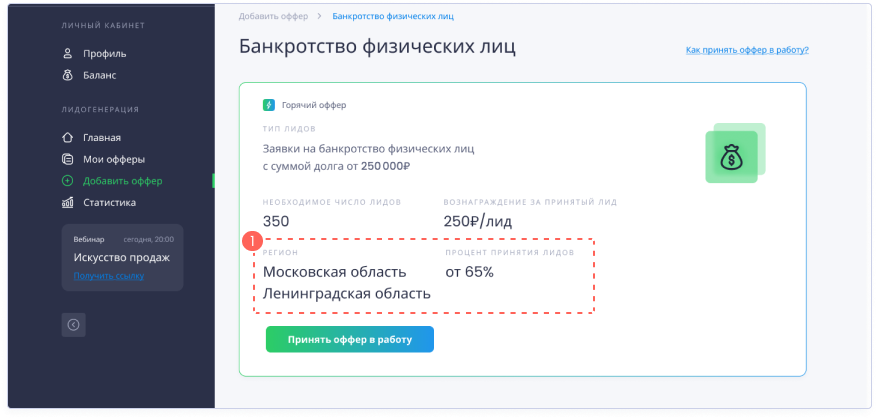 ЛИЧНЫЙ КАБИНЕТ
Профиль
Баланс
ЛИДОГЕНЕРАЦИЯ
Главная
Мои офферы
Добавить оффер
Статистика
Вебинар сегодня, 20:00
Искусство продаж
Получить ссылку
Добавить оффер > Банкротство физических лиц
Банкротство физических лиц
Как принять оффер в работу?
Горячий оффер
ТИП ЛИДОВ
Заявки на банкротство физических лиц
с суммой долга от 250 000₽
НЕОБХОДИМОЕ ЧИСЛО ЛИДОВ ВОЗНАГРАЖДЕНИЕ ЗА ПРИНЯТЫЙ ЛИД
350 250₽/лид
1
РЕГИОН ПРОЦЕНТ ПРИНЯТИЯ ЛИДОВ
Московская область от 65%
Ленинградская область
Принять оффер в работу